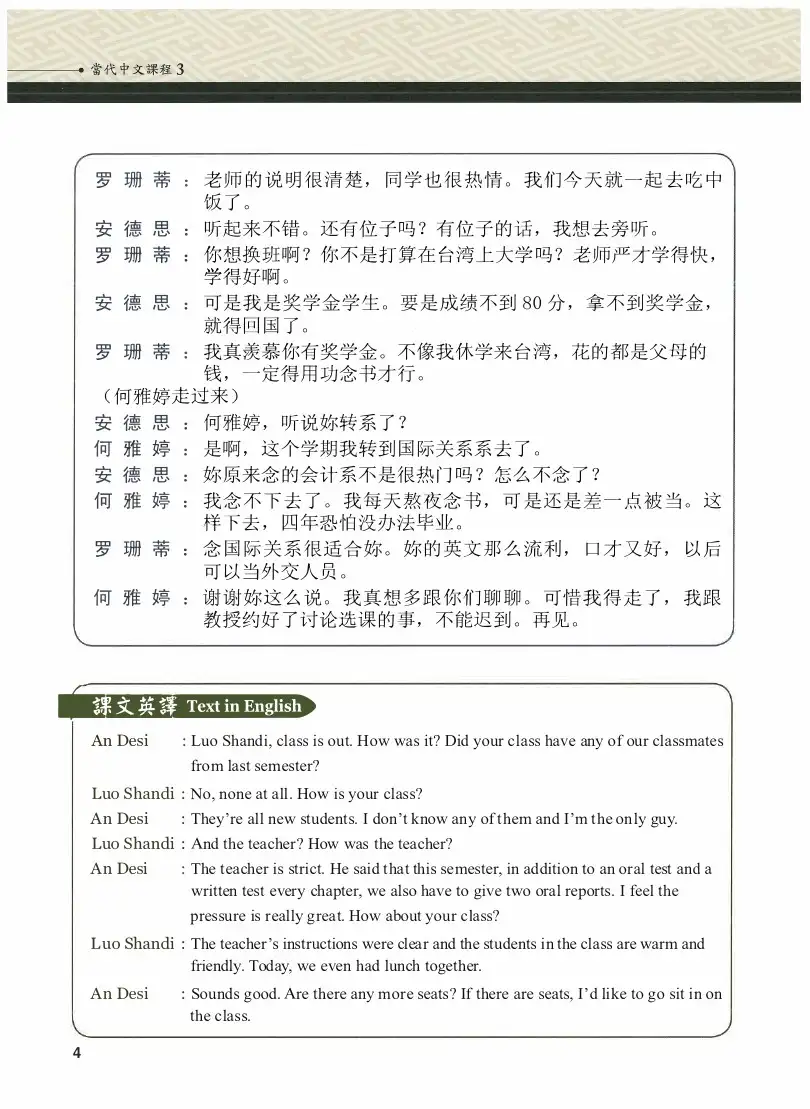 當代中文課程 3
罗 珊 蒂 ：老师的说明很清楚，同学也很热情。我们今天就一起去吃中
饭了。
安 德 思 ：听起来不错。还有位子吗？有位子的话，我想去旁听。
罗 珊 蒂 ：你想换班啊？你不是打算在台湾上大学吗？老师严才学得快，
学得好啊。
安 德 思 ：可是我是奖学金学生。要是成绩不到 80 分，拿不到奖学金，
就得回国了。
罗 珊 蒂 ：我真羡慕你有奖学金。不像我休学来台湾，花的都是父母的
钱，一定得用功念书才行。
（何雅婷走过来）
安 德 思 ：何雅婷，听说妳转系了？
何 雅 婷 ：是啊，这个学期我转到国际关系系去了。
安 德 思 ：妳原来念的会计系不是很热门吗？怎么不念了？
何 雅 婷 ：我念不下去了。我每天熬夜念书，可是还是差一点被当。这
样下去，四年恐怕没办法毕业。
罗 珊 蒂 ：念国际关系很适合妳。妳的英文那么流利，口才又好，以后
可以当外交人员。
何 雅 婷 ：谢谢妳这么说。我真想多跟你们聊聊。可惜我得走了，我跟
教授约好了讨论选课的事，不能迟到。再见。
課文英譯 Text in English
An Desi : Luo Shandi, class is out. How was it? Did your class have any of our classmates
from last semester?
Luo Shandi : No, none at all. How is your class?
An Desi : They're all new students. I don't know any of them and I'm the only guy.
Luo Shandi : And the teacher? How was the teacher?
An Desi : The teacher is strict. He said that this semester, in addition to an oral test and a
written test every chapter, we also have to give two oral reports. I feel the
pressure is really great. How about your class?
Luo Shandi : The teacher's instructions were clear and the students in the class are warm and
friendly. Today, we even had lunch together.
An Desi : Sounds good. Are there any more seats? If there are seats, I'd like to go sit in on
the class.
4